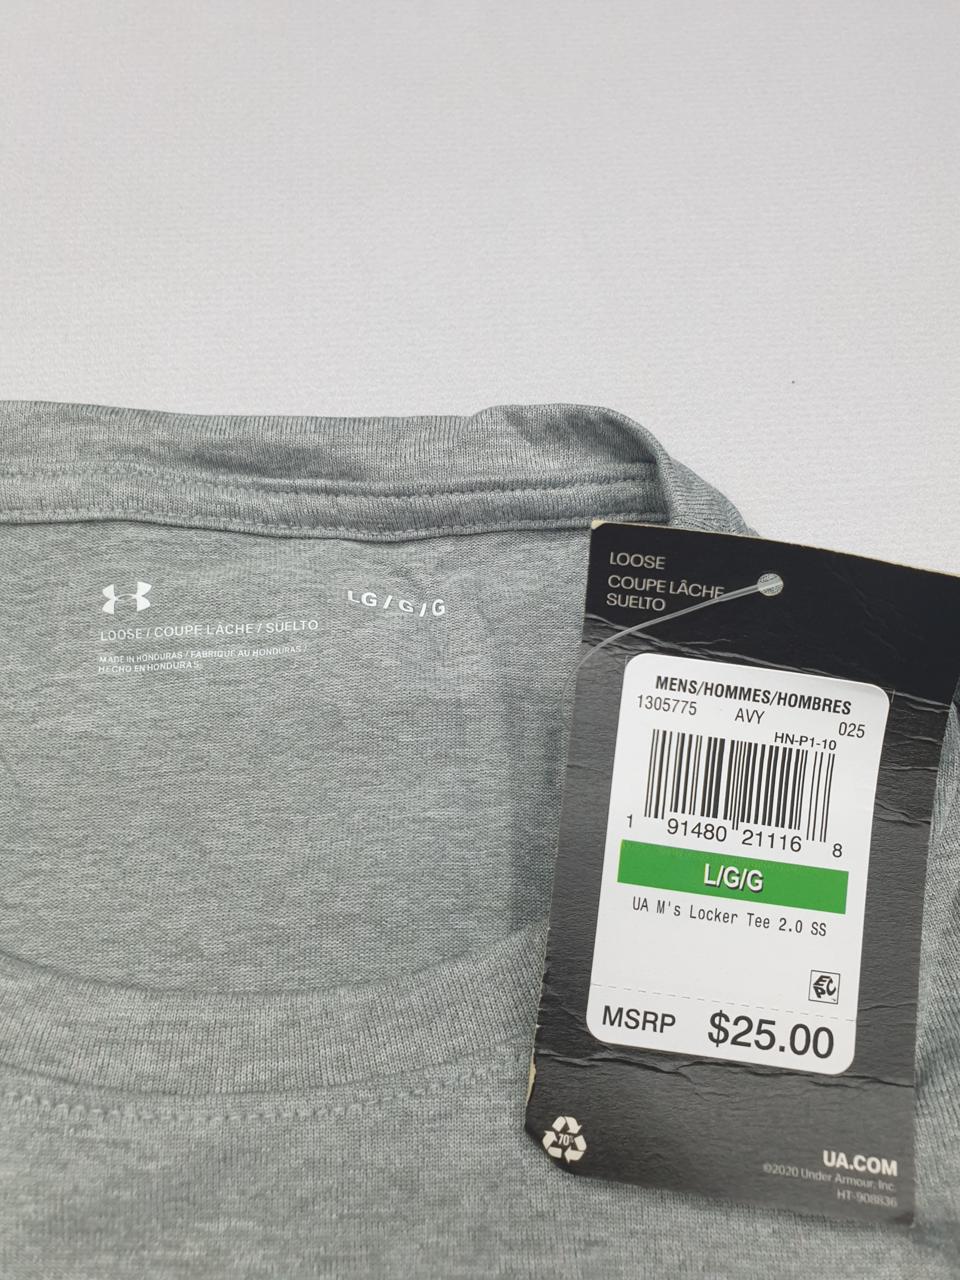 LG / G / G
LOOSE / COUPE LÂCHE / SUELTO
MADE IN HONDURAS / FABRIQUÉ AU HONDURAS /
HECHO EN HONDURAS
LOOSE
COUPE LÂCHE
SUELTO
MENS/HOMMES/HOMBRES
1305775 AVY 025
HN-P1-10
1 91480 21116 8
L/G/G
UA M's Locker Tee 2.0 SS
EPC
MSRP $25.00
70%
UA.COM
©2020 Under Armour, Inc.
HT-908836